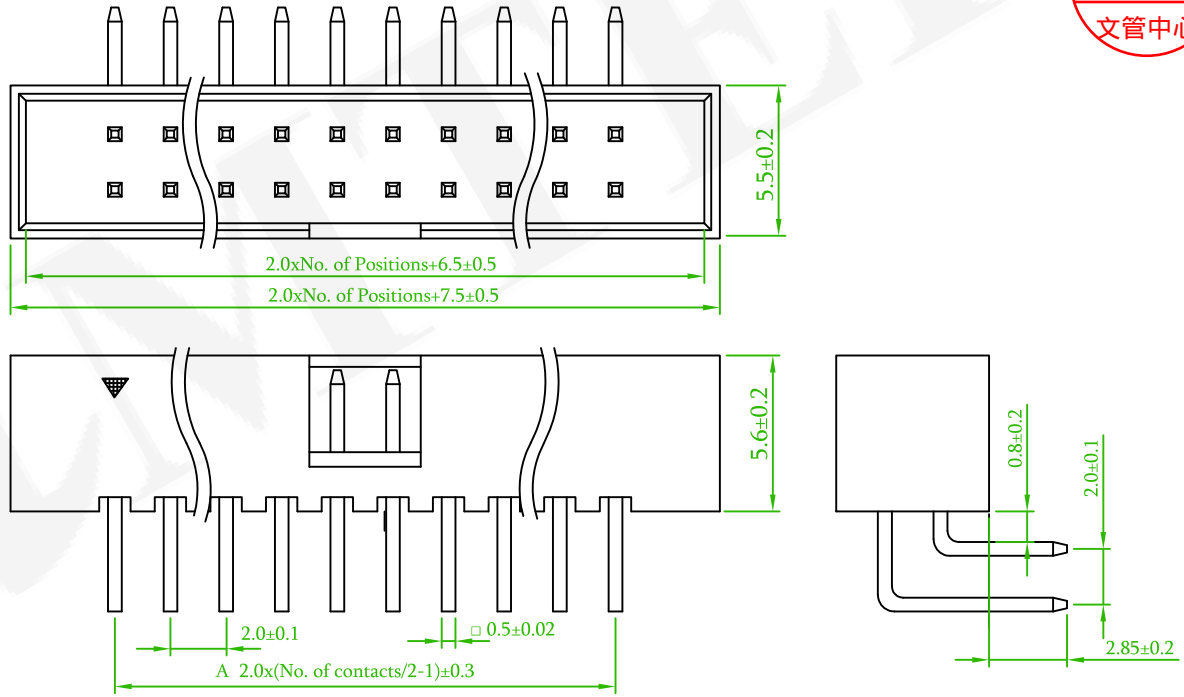 文管中心
5.5±0.2
2.0xNo. of Positions+6.5±0.5
2.0xNo. of Positions+7.5±0.5
5.6±0.2
0.8±0.2
2.0±0.1
2.0±0.1
□ 0.5±0.02
A 2.0x(No. of contacts/2-1)±0.3
2.85±0.2